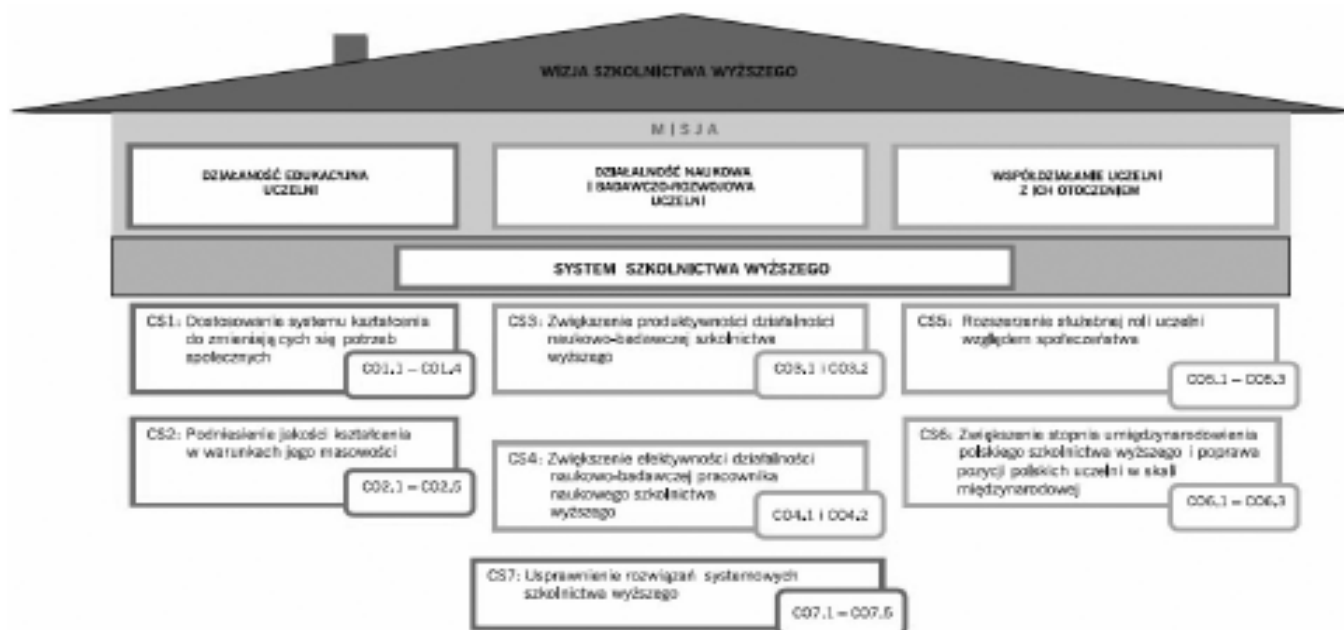 WIZJA SZKOLNICTWA WYŻSZEGO
MISJA
DZIAŁANOŚĆ EDUKACYJNA
UCZELNI
DZIAŁALNOŚĆ NAUKOWA
I BADAWCZO-ROZWOJOWA
UCZELNI
WSPÓŁDZIAŁANIE UCZELNI
Z ICH OTOCZENIEM
SYSTEM SZKOLNICTWA WYŻSZEGO
CS1: Dostosowanie systemu kształcenia
do zmieniających się potrzeb
społecznych
CO1.1 – CO1.4
CS2: Podniesienie jakości kształcenia
w warunkach jego masowości
CO2.1 – CO2.5
CS3: Zwiększenie produktywności działalności
naukowo-badawczej szkolnictwa
wyższego
CO3.1 i CO3.2
CS4: Zwiększenie efektywności działalności
naukowo-badawczej pracownika
naukowego szkolnictwa
wyższego
CO4.1 i CO4.2
CS5: Rozszerzenie służebnej roli uczelni
względem społeczeństwa
CO5.1 – CO5.3
CS6: Zwiększenie stopnia umiędzynarodowienia
polskiego szkolnictwa wyższego i poprawa
pozycji polskich uczelni w skali
międzynarodowej
CO6.1 – CO6.3
CS7: Usprawnienie rozwiązań systemowych
szkolnictwa wyższego